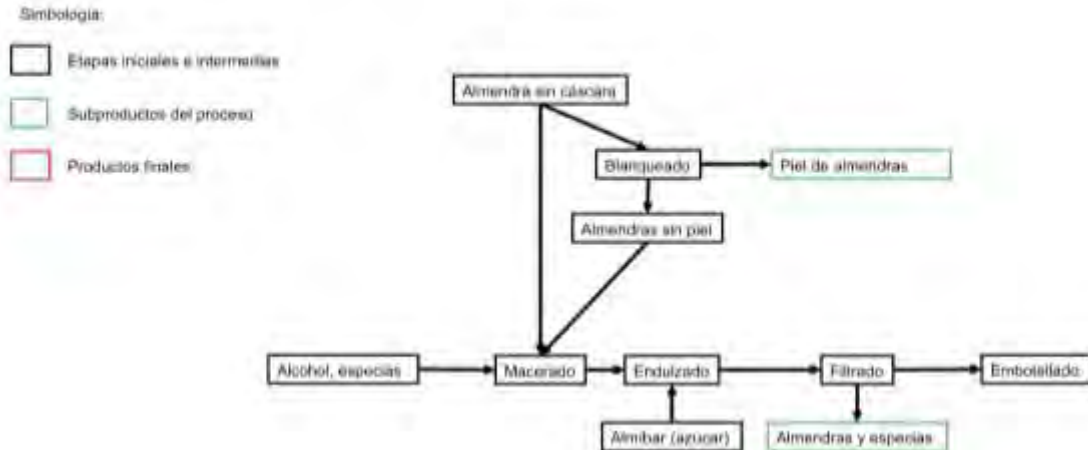 Simbología:
Etapas iniciales e intermedias
Subproductos del proceso
Productos finales
Almendra sin cáscara
Blanqueado
Piel de almendras
Almendras sin piel
Alcohol, especias
Macerado
Endulzado
Filtrado
Embotellado
Almíbar (azúcar)
Almendras y especias